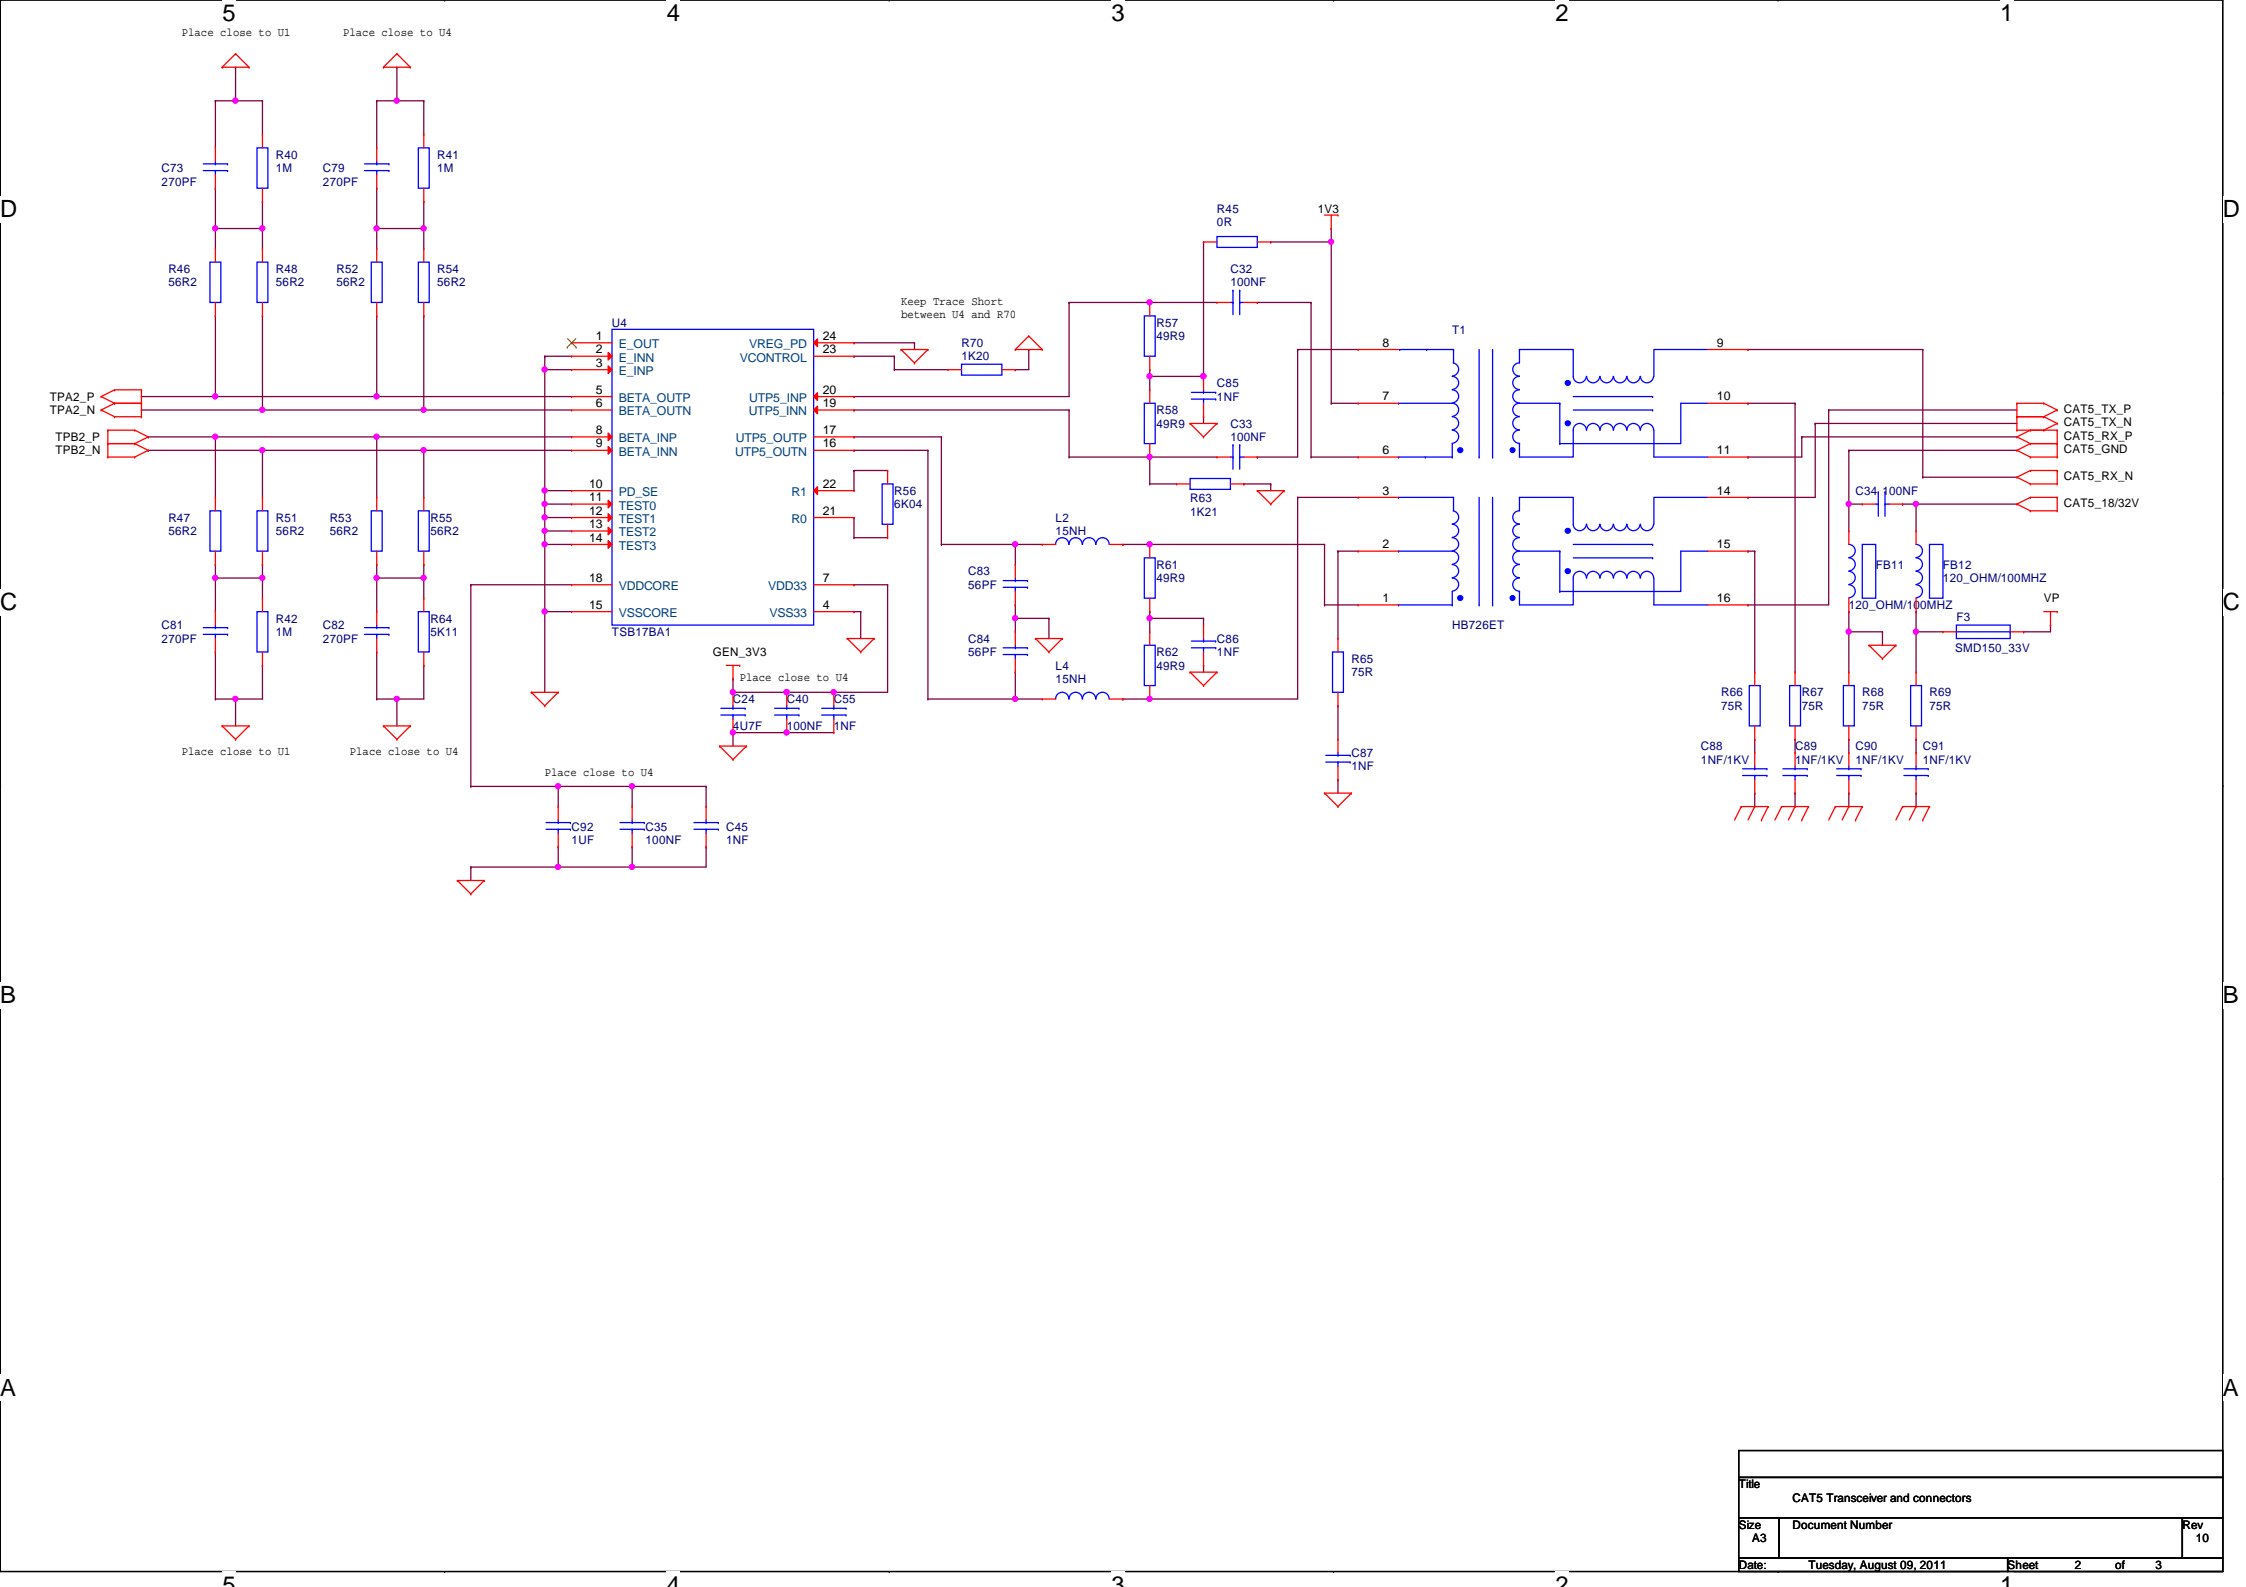 5
4
3
2
1
Place close to U1
Place close to U4
D
D
C73
270PF
R40
1M
C79
270PF
R41
1M
R46
56R2
R48
56R2
R52
56R2
R54
56R2
TPA2_P
TPA2_N
TPB2_P
TPB2_N
R47
56R2
R51
56R2
R53
56R2
R55
56R2
C81
270PF
R42
1M
C82
270PF
R64
5K11
Place close to U1
Place close to U4
U4
1
E_OUT
2
E_INN
3
E_INP
5
BETA_OUTP
6
BETA_OUTN
8
BETA_INP
9
BETA_INN
10
PD_SE
11
TEST0
12
TEST1
13
TEST2
14
TEST3
18
VDDCORE
15
VSSCORE
VREG_PD
24
VCONTROL
23
UTP5_INP
20
UTP5_INN
19
UTP5_OUTP
17
UTP5_OUTN
16
R1
22
R0
21
VDD33
7
VSS33
4
TSB17BA1
Keep Trace Short
between U4 and R70
R70
1K20
R56
6K04
GEN_3V3
Place close to U4
C24
4U7F
C40
100NF
C55
1NF
Place close to U4
C92
1UF
C35
100NF
C45
1NF
R45
0R
1V3
C32
100NF
R57
49R9
C85
1NF
R58
49R9
C33
100NF
R63
1K21
L2
15NH
C83
56PF
R61
49R9
C84
56PF
C86
1NF
R62
49R9
L4
15NH
R65
75R
C87
1NF
T1
8
7
6
3
2
1
9
10
11
14
15
16
HB726ET
CAT5_TX_P
CAT5_TX_N
CAT5_RX_P
CAT5_GND
CAT5_RX_N
CAT5_18/32V
C34 100NF
FB11
120_OHM/100MHZ
FB12
120_OHM/100MHZ
VP
F3
SMD150_33V
R66
75R
R67
75R
R68
75R
R69
75R
C88
1NF/1KV
C89
1NF/1KV
C90
1NF/1KV
C91
1NF/1KV
C
C
B
B
A
A
Title
CAT5 Transceiver and connectors
Size
A3
Document Number
Rev
10
Date:
Tuesday, August 09, 2011
Sheet 2 of 3
5
4
3
2
1